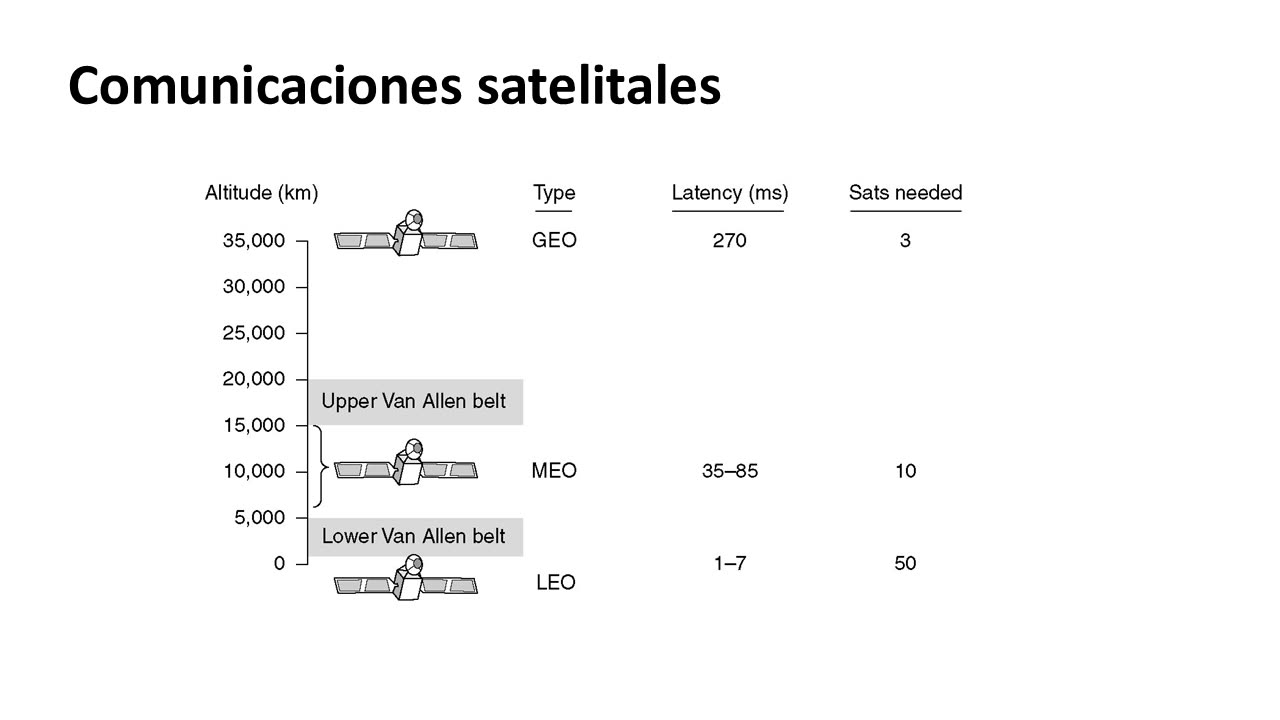 Comunicaciones satelitales
Altitude (km) Type Latency (ms) Sats needed
35,000 GEO 270 3
30,000
25,000
20,000
Upper Van Allen belt
15,000
10,000 MEO 35–85 10
5,000
Lower Van Allen belt
0 1–7 50
LEO